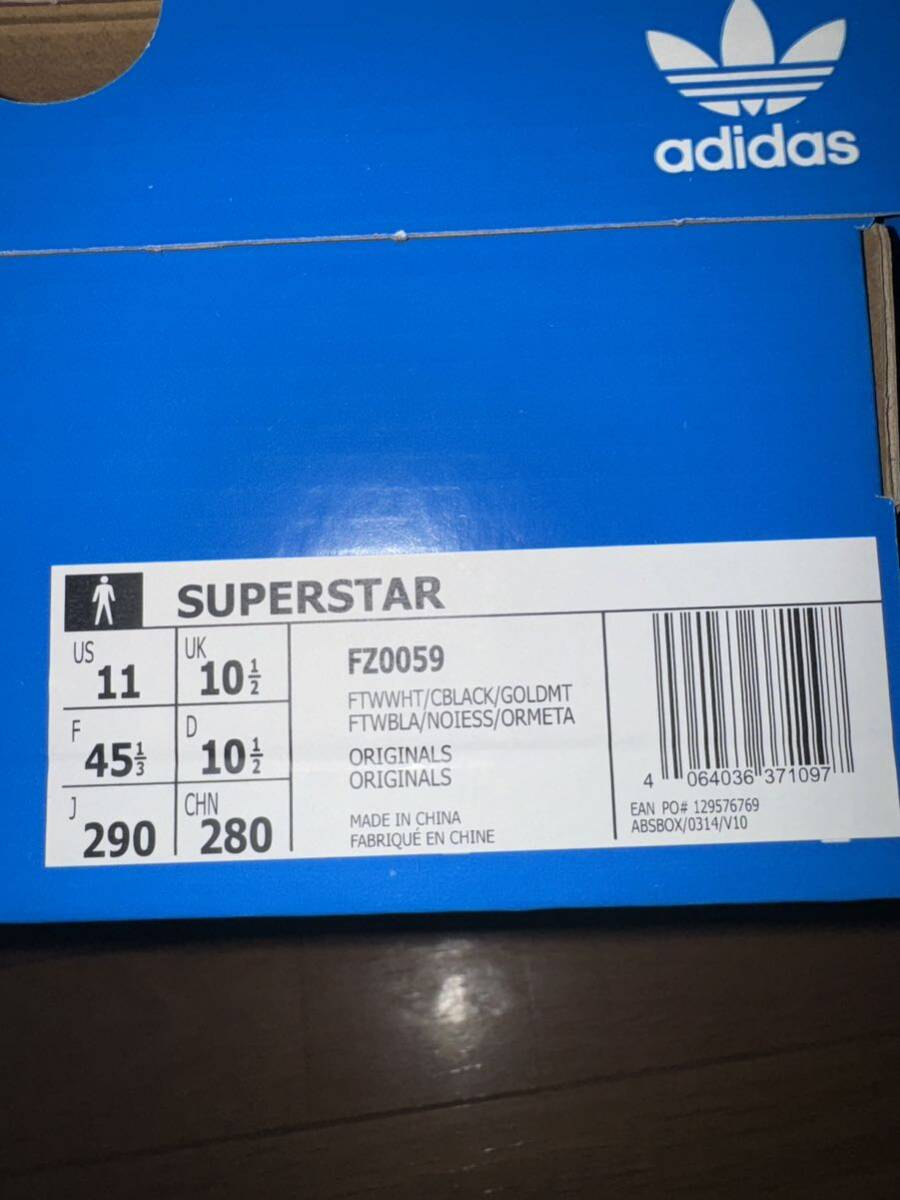 adidas
SUPERSTAR
US 11
UK 10½
F 45⅓
D 10½
J 290
CHN 280
FZ0059
FTWWHT/CBLACK/GOLDMT
FTWBLA/NOIESS/ORMETA
ORIGINALS
ORIGINALS
MADE IN CHINA
FABRIQUÉ EN CHINE
4 064036 371097
EAN PO# 129576769
ABSBOX/0314/V10